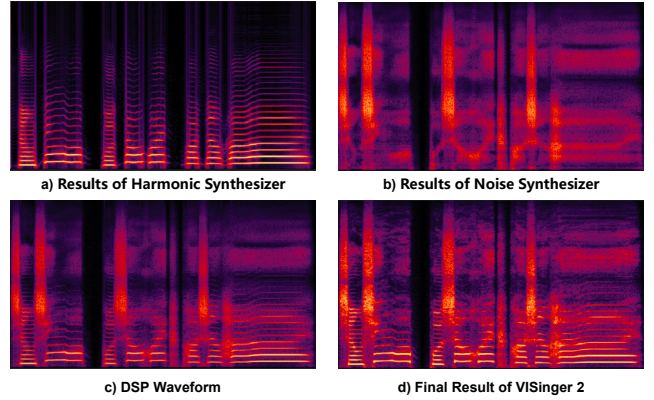 a) Results of Harmonic Synthesizer
b) Results of Noise Synthesizer
c) DSP Waveform
d) Final Result of VISinger 2